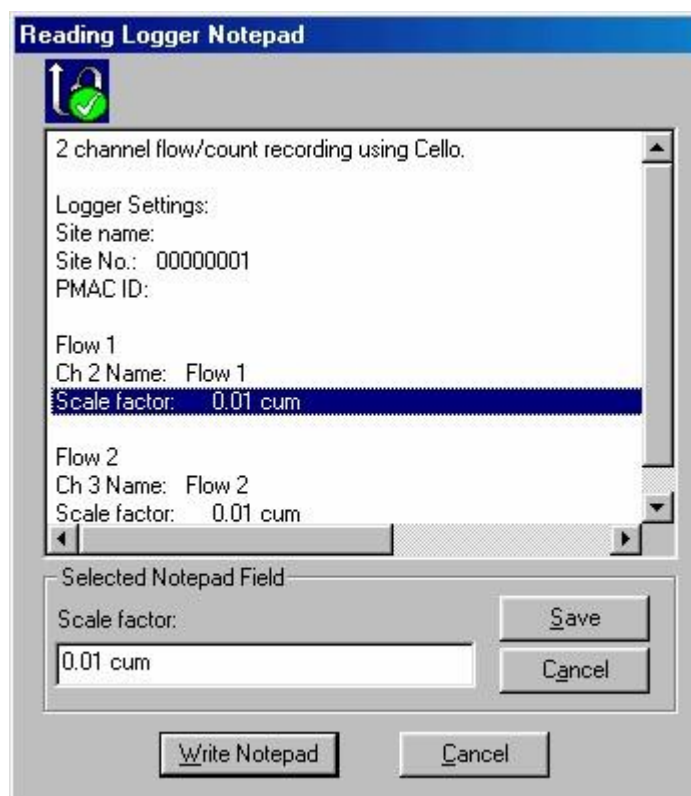 Reading Logger Notepad
2 channel flow/count recording using Cello.
Logger Settings:
Site name:
Site No.: 00000001
PMAC ID:
Flow 1
Ch 2 Name: Flow 1
Scale factor: 0.01 cum
Flow 2
Ch 3 Name: Flow 2
Scale factor: 0.01 cum
Selected Notepad Field
Scale factor:
Save
0.01 cum
Cancel
Write Notepad
Cancel